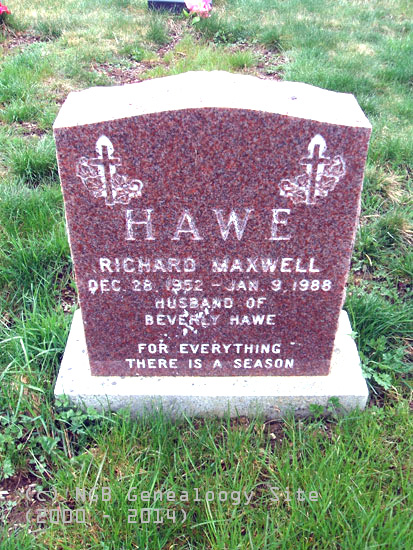 HAWE
RICHARD MAXWELL
DEC. 28, 1952 - JAN. 9, 1988
HUSBAND OF
BEVERLY HAWE
FOR EVERYTHING
THERE IS A SEASON
(c) NGB Genealogy Site
(2000 - 2014)